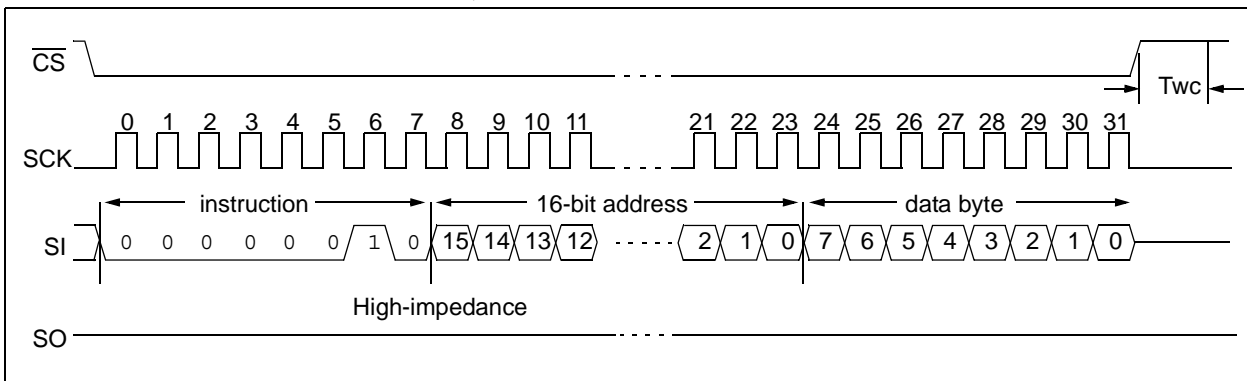 CS
Twc
0 1 2 3 4 5 6 7 8 9 10 11 21 22 23 24 25 26 27 28 29 30 31
SCK
instruction 16-bit address data byte
SI 0 0 0 0 0 0 1 0 15 14 13 12 2 1 0 7 6 5 4 3 2 1 0
High-impedance
SO